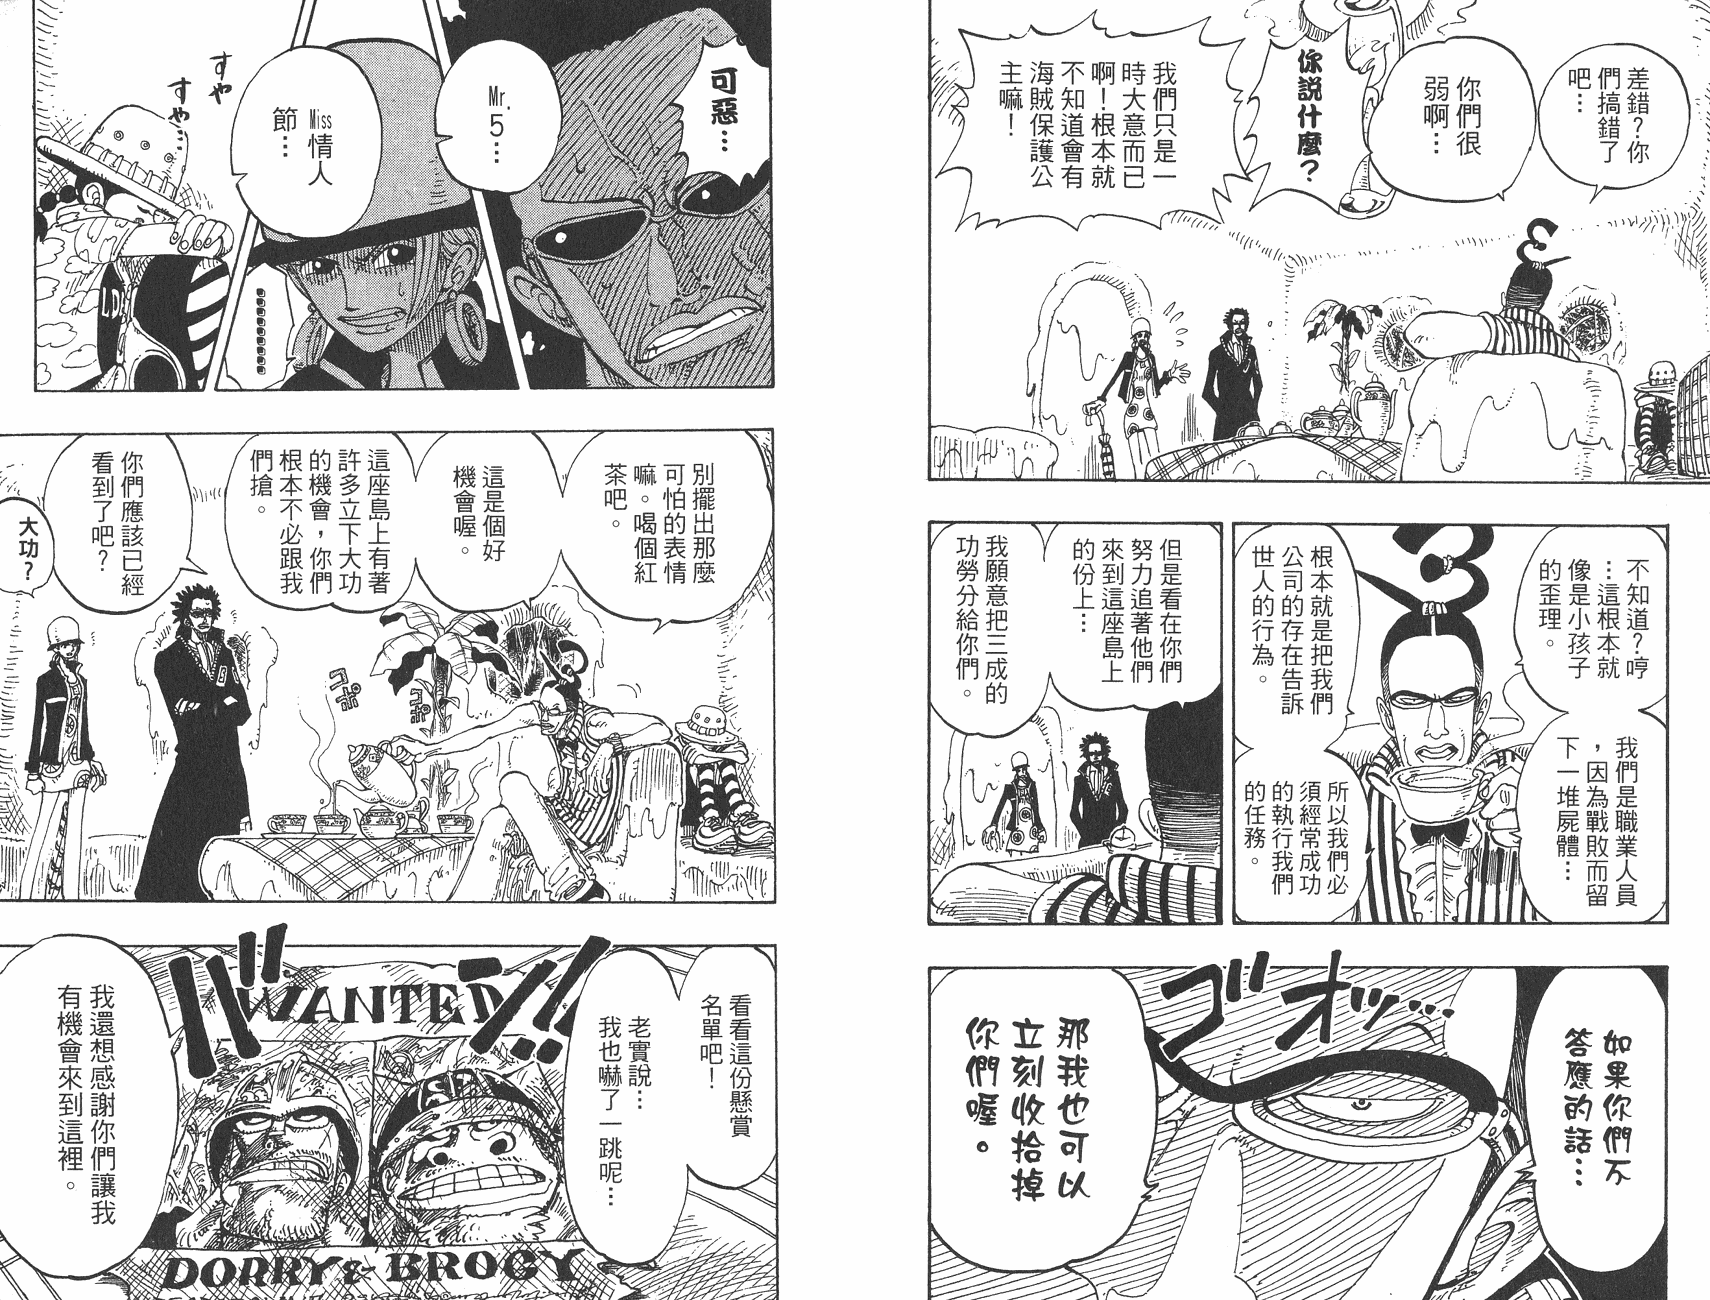 差錯？你
們搞錯了
吧…
你們很
弱啊…
你說什麼？
我們只是一
時大意而已
啊！根本就
不知道會有
海賊保護公
主嘛！
不知道？哼
…這根本就
像是小孩子
的歪理。
我們是職業人員
，因為戰敗而留
下一堆屍體…
根本就是把我們
公司的存在告訴
世人的行為。
所以我們必
須經常成功
的執行我們
的任務。
但是看在你們
努力追著他們
來到這座島上
的份上…
我願意把三成的
功勞分給你們。
如果你們不
答應的話…
ゴオッ…
那我也可以
立刻收拾掉
你們喔。
可惡…
Mr.
5…
Miss情人
節…
………
すや
すや…
別擺出那麼
可怕的表情
嘛。喝個紅
茶吧。
這是個好
機會喔。
這座島上有著
許多立下大功
的機會，你們
根本不必跟我
們搶。
你們應該已經
看到了吧？
大功？
コポ
コポ
看看這份懸賞
名單吧！
老實說…
我也嚇了一跳呢…
我還想感謝你們讓我
有機會來到這裡。
WANTED
DORRY & BROGY